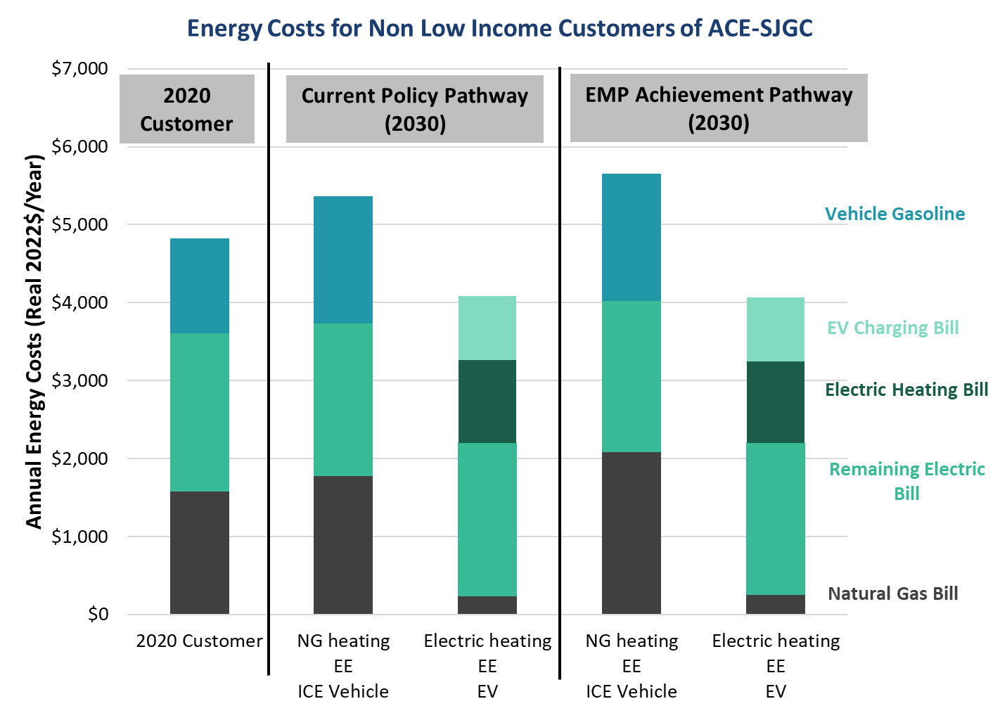 Energy Costs for Non Low Income Customers of ACE-SJGC
Annual Energy Costs (Real 2022$/Year)
$7,000
$6,000
$5,000
$4,000
$3,000
$2,000
$1,000
$0
2020
Customer
Current Policy Pathway
(2030)
EMP Achievement Pathway
(2030)
Vehicle Gasoline
EV Charging Bill
Electric Heating Bill
Remaining Electric
Bill
Natural Gas Bill
2020 Customer
NG heating
EE
ICE Vehicle
Electric heating
EE
EV
NG heating
EE
ICE Vehicle
Electric heating
EE
EV